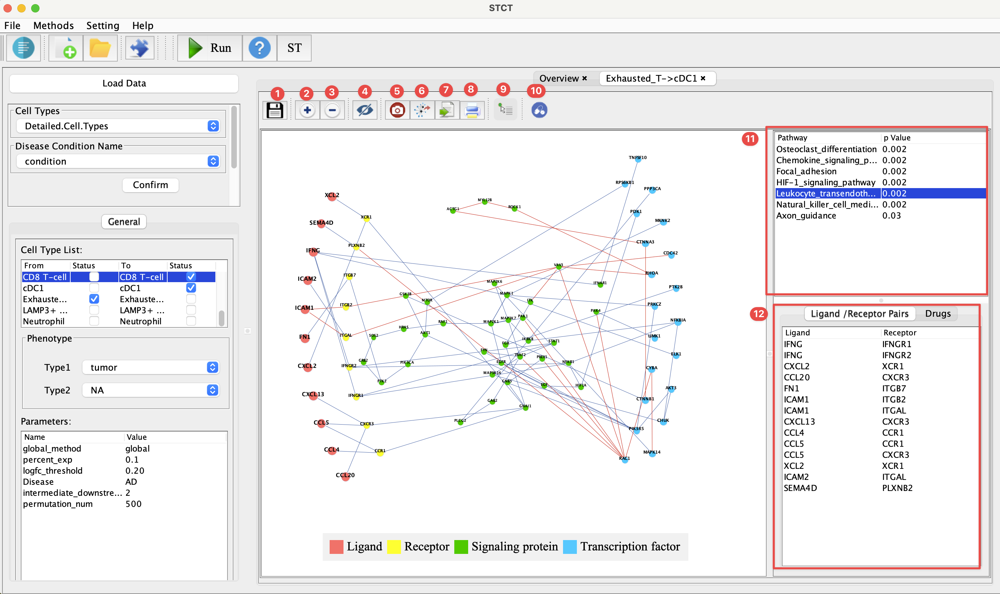 STCT
File Methods Setting Help
Run ST
Load Data
Cell Types
Detailed.Cell.Types
Disease Condition Name
condition
Confirm
General
Cell Type List:
From Status To Status
CD8 T-cell CD8 T-cell
cDC1 cDC1
Exhauste... Exhauste...
LAMP3+ ... LAMP3+ ...
Neutrophil Neutrophil
Phenotype
Type1 tumor
Type2 NA
Parameters:
Name Value
global_method global
percent_exp 0.1
logfc_threshold 0.20
Disease AD
intermediate_downstre... 2
permutation_num 500
Overview × Exhausted_T->cDC1 ×
1 2 3 4 5 6 7 8 9 10
TNFSF10
RPS6KB1
PPP3CA
XCL2
MYL12B
ACTG1
ROCK1
PDK1
XCR1
MKNK2
SEMA4D
CTNNA3
PLXNB2
IFNG
CDC42
VAV3
RHOA
ITGB7
ICAM2
MAP2K6
IFNAR1
PTK2B
GSK3B
MAPK1
MTOR
ITK
ITGB2
PRKCZ
ICAM1
PAK4
PAK1
MAP3K7
NFKBIA
RAF1
MAP2K1
HRAS
AKT1
SOS2
ITGAL
FN1
LIMK1
IKBKB
STAT1
FGR
FYN
ELK1
TRAF2
PREX1
GRB2
PIK3CA
EGFR
NFKB1
IFNGR2
CXCL2
CYBA
MAP3K14
PTK2
GNB5
EGF
HIF1A
AKT3
CXCL13
IFNGR1
CTNNB1
GAB2
GNAI1
PLCG2
CHUK
CCL5
CXCR3
PIK3R5
CCL4
CCR1
MAPK14
RAC1
CCL20
Ligand Receptor Signaling protein Transcription factor
11
Pathway p Value
Osteoclast_differentiation 0.002
Chemokine_signaling_p... 0.002
Focal_adhesion 0.002
HIF-1_signaling_pathway 0.002
Leukocyte_transendoth... 0.002
Natural_killer_cell_medi... 0.002
Axon_guidance 0.03
12
Ligand /Receptor Pairs Drugs
Ligand Receptor
IFNG IFNGR1
IFNG IFNGR2
CXCL2 XCR1
CCL20 CXCR3
FN1 ITGB7
ICAM1 ITGB2
ICAM1 ITGAL
CXCL13 CXCR3
CCL4 CCR1
CCL5 CCR1
CCL5 CXCR3
XCL2 XCR1
ICAM2 ITGAL
SEMA4D PLXNB2